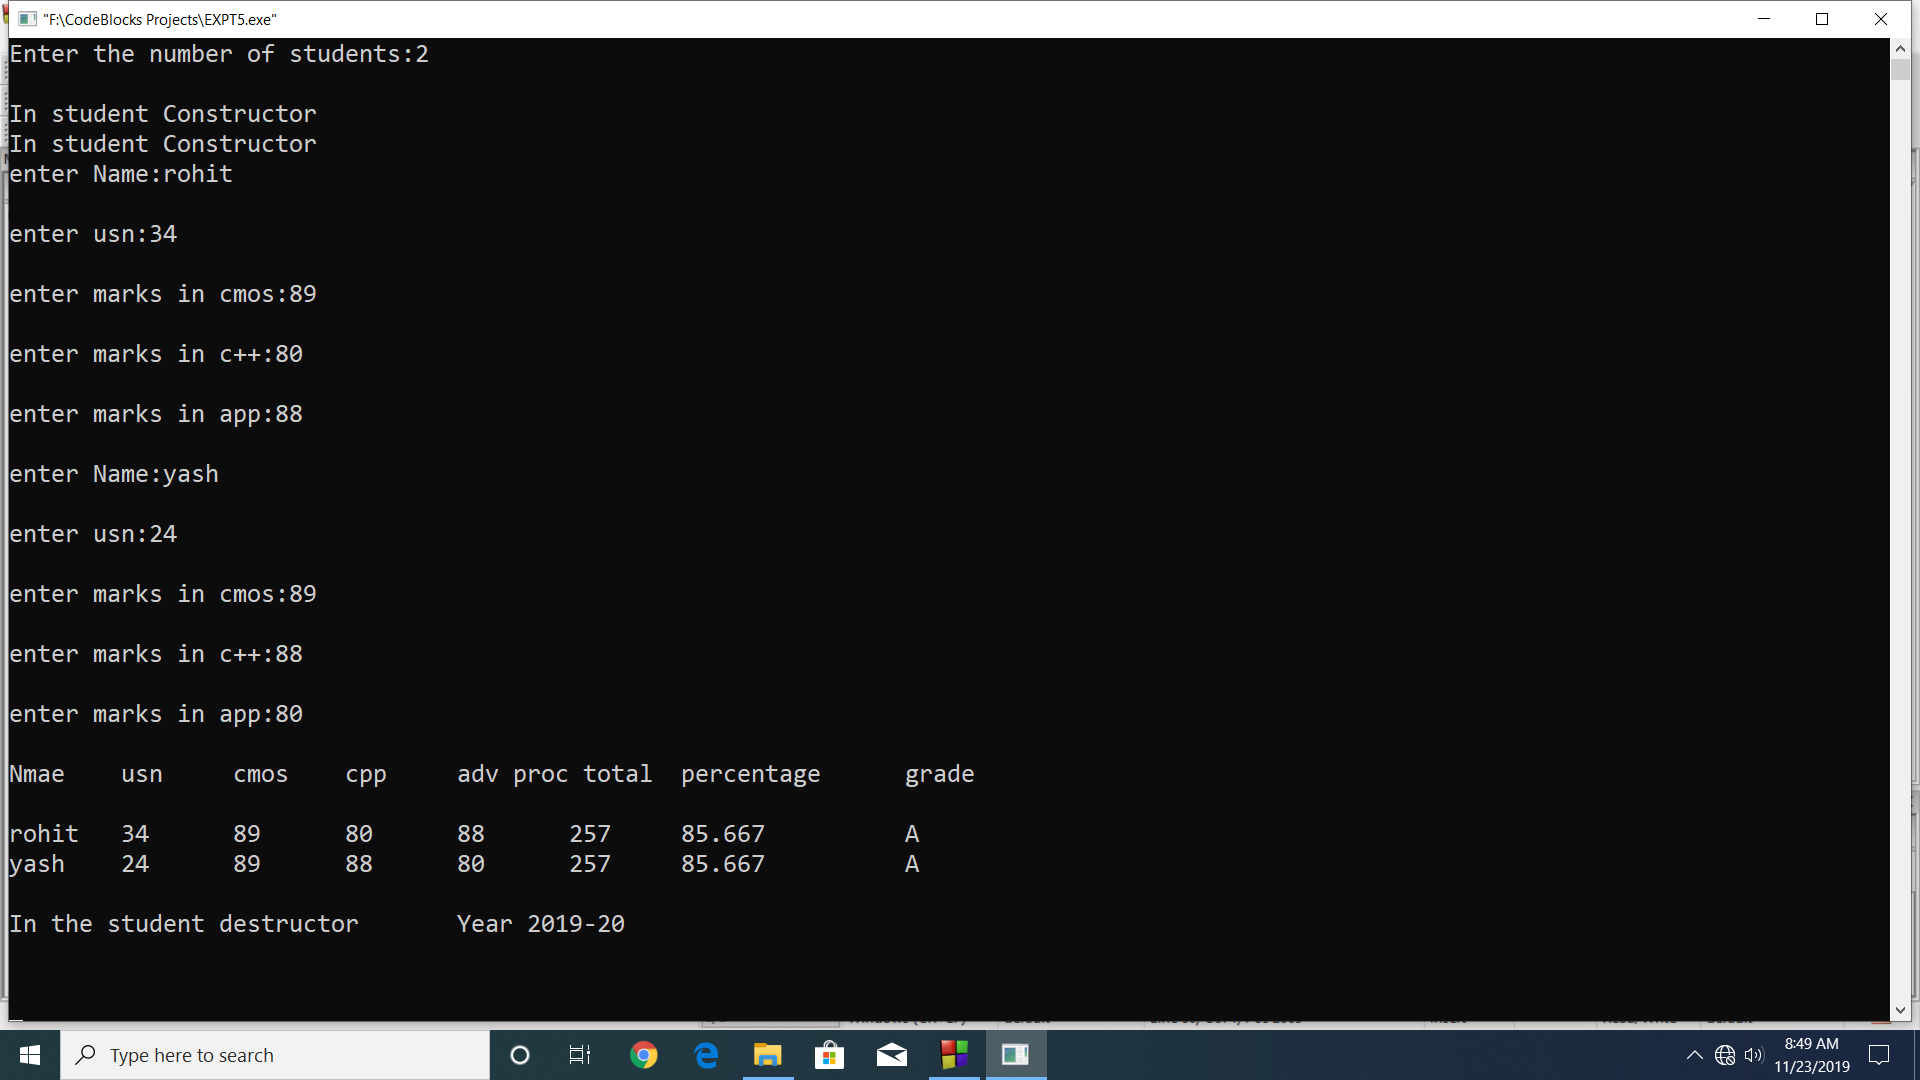 "F:\CodeBlocks Projects\EXPT5.exe"
Enter the number of students:2
In student Constructor
In student Constructor
enter Name:rohit
enter usn:34
enter marks in cmos:89
enter marks in c++:80
enter marks in app:88
enter Name:yash
enter usn:24
enter marks in cmos:89
enter marks in c++:88
enter marks in app:80
Nmae usn cmos cpp adv proc total percentage grade
rohit 34 89 80 88 257 85.667 A
yash 24 89 88 80 257 85.667 A
In the student destructor Year 2019-20
Type here to search
8:49 AM
11/23/2019